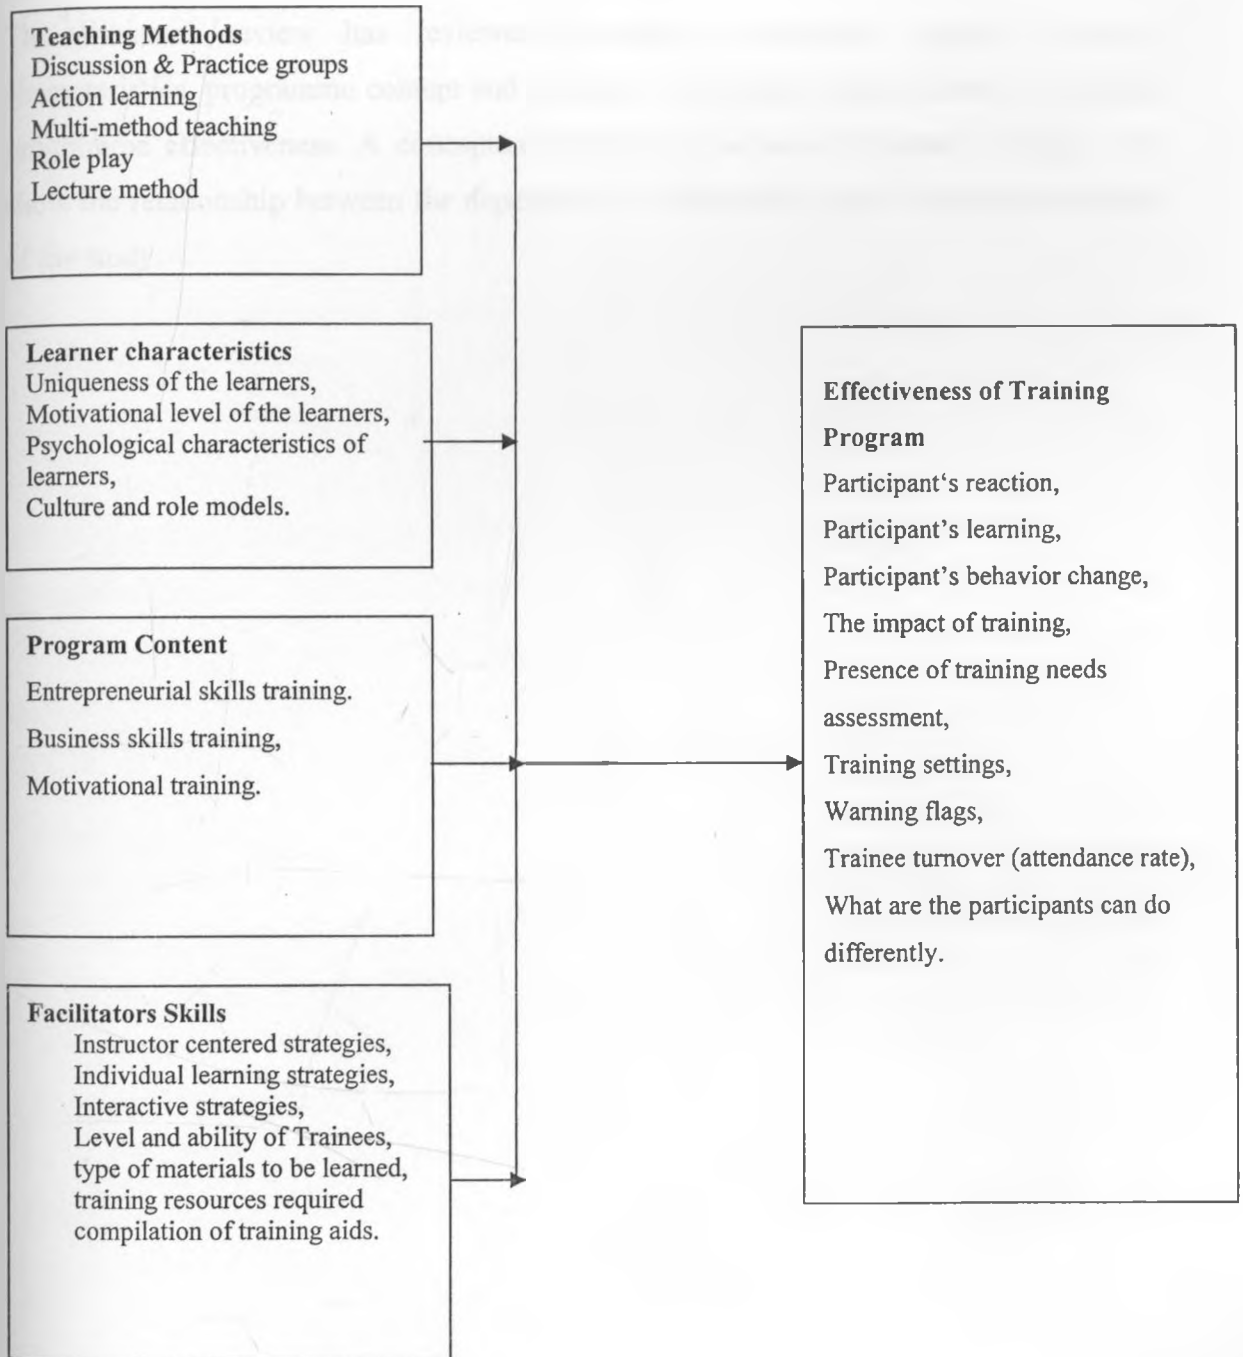 Teaching Methods
Discussion & Practice groups
Action learning
Multi-method teaching
Role play
Lecture method
Learner characteristics
Uniqueness of the learners,
Motivational level of the learners,
Psychological characteristics of
learners,
Culture and role models.
Program Content
Entrepreneurial skills training.
Business skills training,
Motivational training.
Facilitators Skills
Instructor centered strategies,
Individual learning strategies,
Interactive strategies,
Level and ability of Trainees,
type of materials to be learned,
training resources required
compilation of training aids.
Effectiveness of Training
Program
Participant‘s reaction,
Participant’s learning,
Participant’s behavior change,
The impact of training,
Presence of training needs
assessment,
Training settings,
Warning flags,
Trainee turnover (attendance rate),
What are the participants can do
differently.